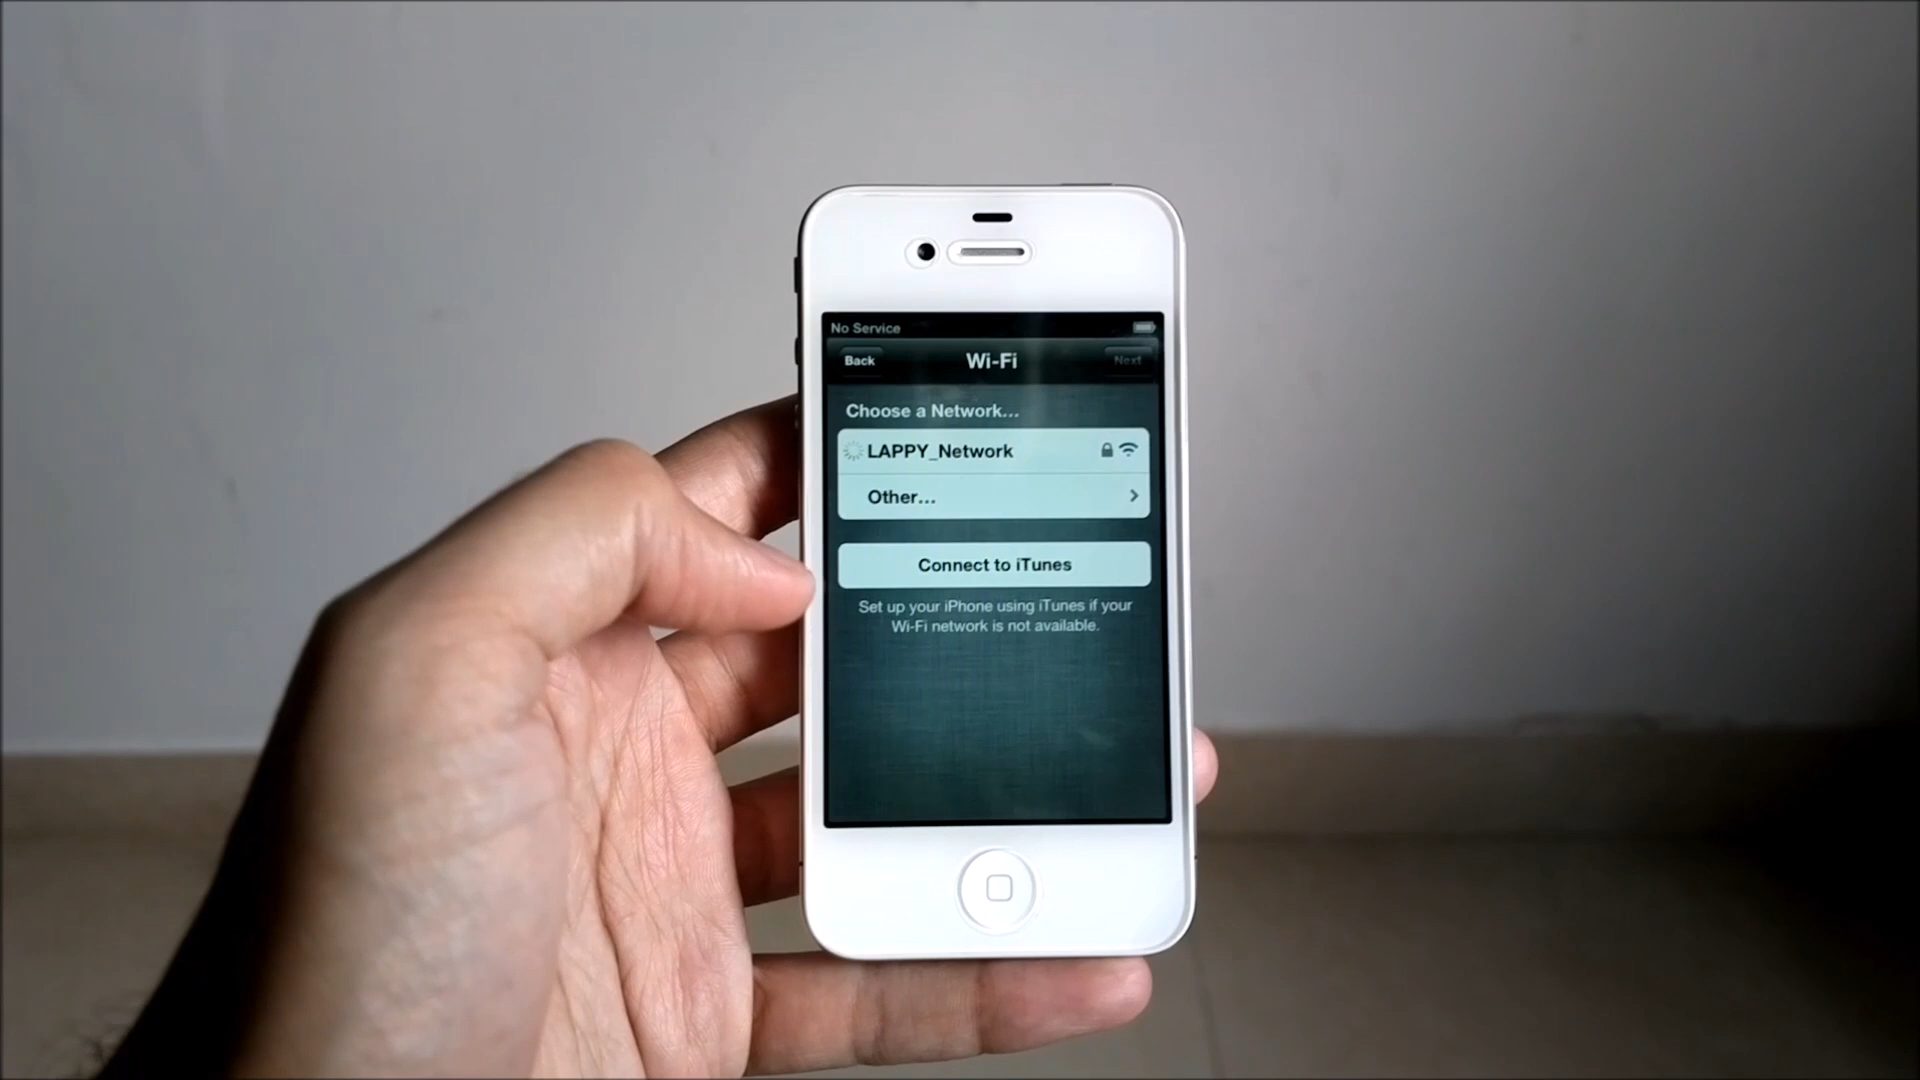 No Service
Back Wi-Fi Next
Choose a Network...
LAPPY_Network
Other...
Connect to iTunes
Set up your iPhone using iTunes if your
Wi-Fi network is not available.